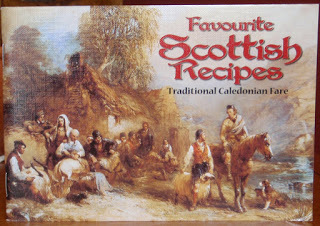 Favourite
Scottish
Recipes
Traditional Caledonian Fare